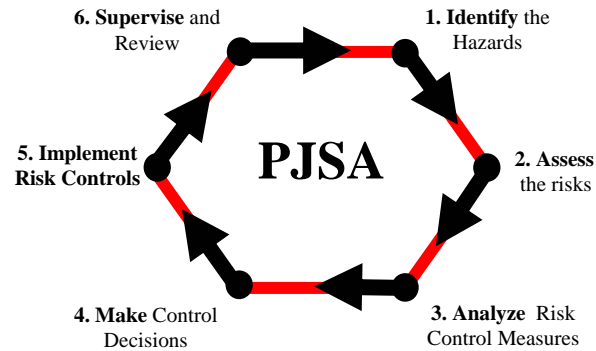 6. Supervise and
Review
1. Identify the
Hazards
5. Implement
Risk Controls
PJSA
2. Assess
the risks
4. Make Control
Decisions
3. Analyze Risk
Control Measures